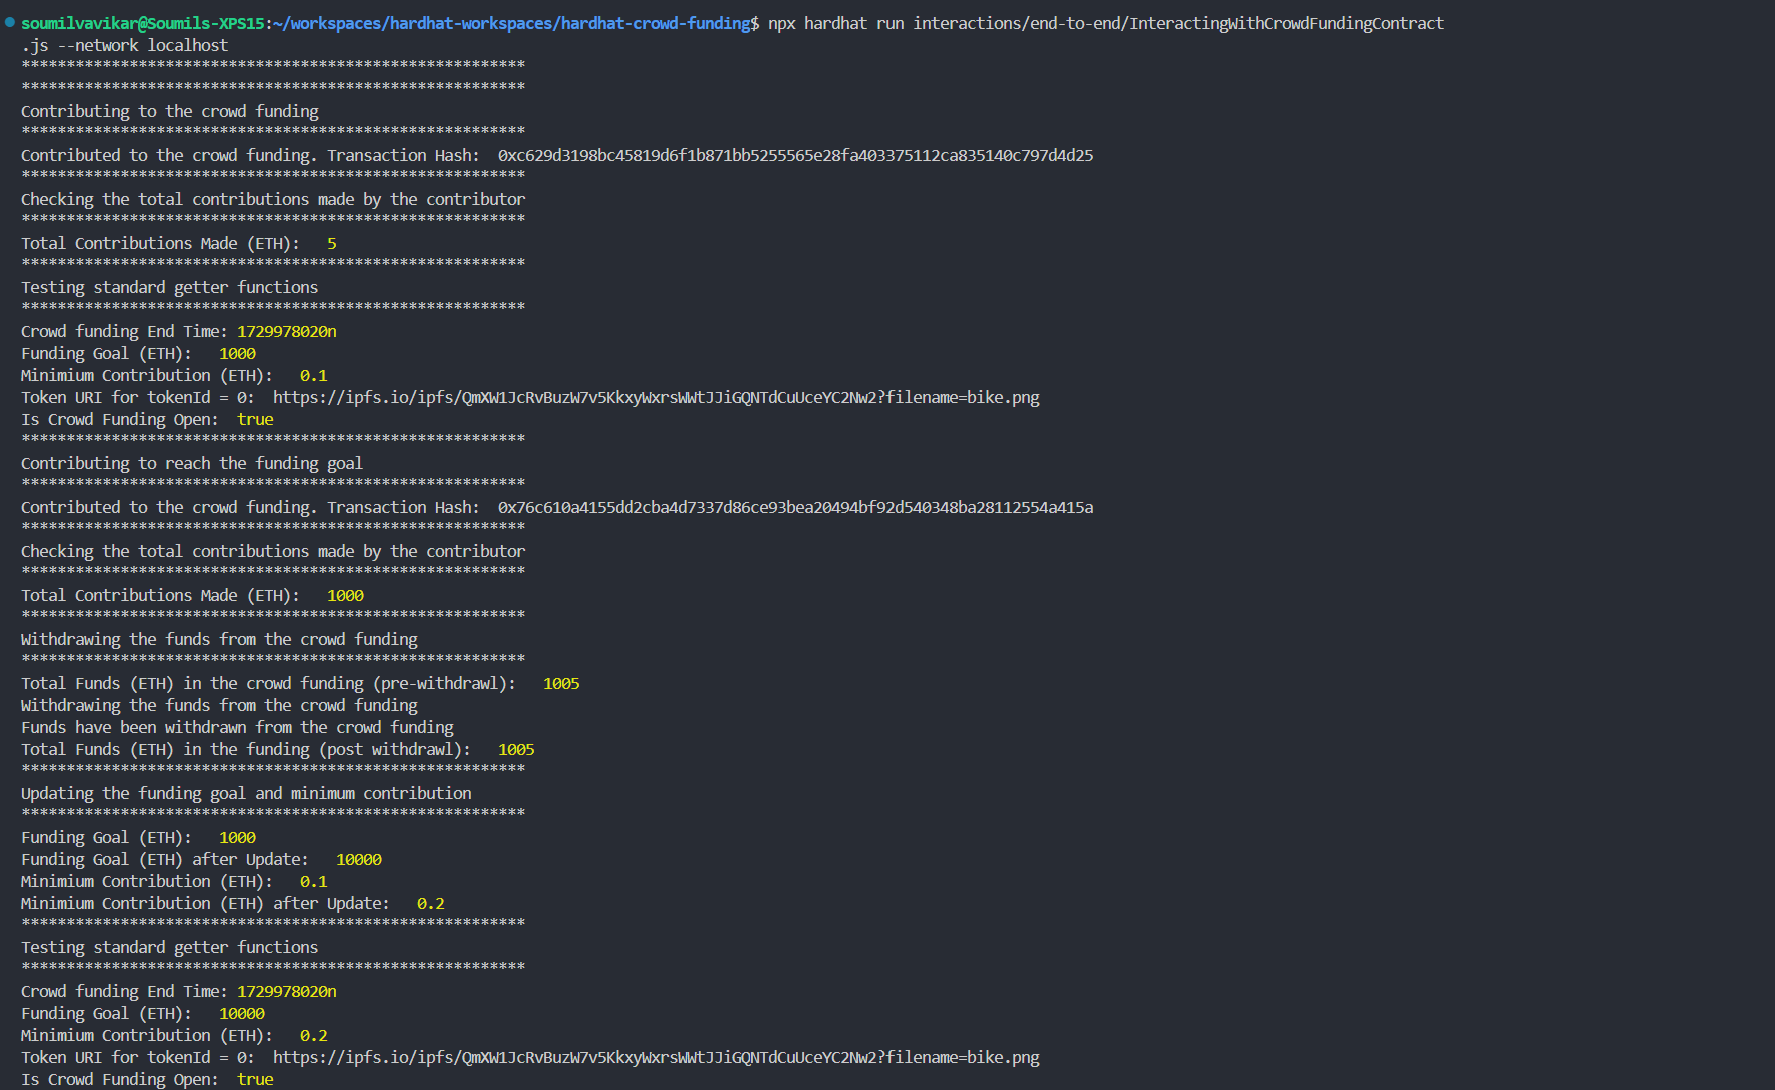 soumilvavikar@Soumils-XPS15:~/workspaces/hardhat-workspaces/hardhat-crowd-funding$ npx hardhat run interactions/end-to-end/InteractingWithCrowdFundingContract
.js --network localhost
********************************************************
********************************************************
Contributing to the crowd funding
********************************************************
Contributed to the crowd funding. Transaction Hash:  0xc629d3198bc45819d6f1b871bb5255565e28fa403375112ca835140c797d4d25
********************************************************
Checking the total contributions made by the contributor
********************************************************
Total Contributions Made (ETH):   5
********************************************************
Testing standard getter functions
********************************************************
Crowd funding End Time: 1729978020n
Funding Goal (ETH):   1000
Minimium Contribution (ETH):   0.1
Token URI for tokenId = 0:  https://ipfs.io/ipfs/QmXW1JcRvBuzW7v5KkxyWxrsWWtJJiGQNTdCuUceYC2Nw2?filename=bike.png
Is Crowd Funding Open:  true
********************************************************
Contributing to reach the funding goal
********************************************************
Contributed to the crowd funding. Transaction Hash:  0x76c610a4155dd2cba4d7337d86ce93bea20494bf92d540348ba28112554a415a
********************************************************
Checking the total contributions made by the contributor
********************************************************
Total Contributions Made (ETH):   1000
********************************************************
Withdrawing the funds from the crowd funding
********************************************************
Total Funds (ETH) in the crowd funding (pre-withdrawl):   1005
Withdrawing the funds from the crowd funding
Funds have been withdrawn from the crowd funding
Total Funds (ETH) in the funding (post withdrawl):   1005
********************************************************
Updating the funding goal and minimum contribution
********************************************************
Funding Goal (ETH):   1000
Funding Goal (ETH) after Update:   10000
Minimium Contribution (ETH):   0.1
Minimium Contribution (ETH) after Update:   0.2
********************************************************
Testing standard getter functions
********************************************************
Crowd funding End Time: 1729978020n
Funding Goal (ETH):   10000
Minimium Contribution (ETH):   0.2
Token URI for tokenId = 0:  https://ipfs.io/ipfs/QmXW1JcRvBuzW7v5KkxyWxrsWWtJJiGQNTdCuUceYC2Nw2?filename=bike.png
Is Crowd Funding Open:  true